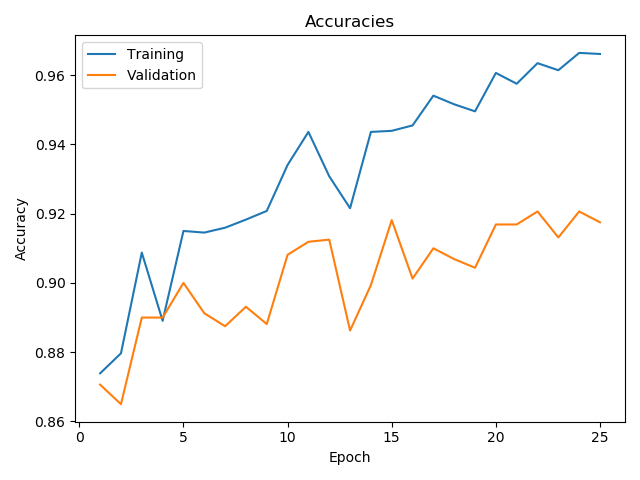 Accuracies
Training
Validation
0.96
0.94
0.92
0.90
0.88
0.86
Accuracy
0 5 10 15 20 25
Epoch